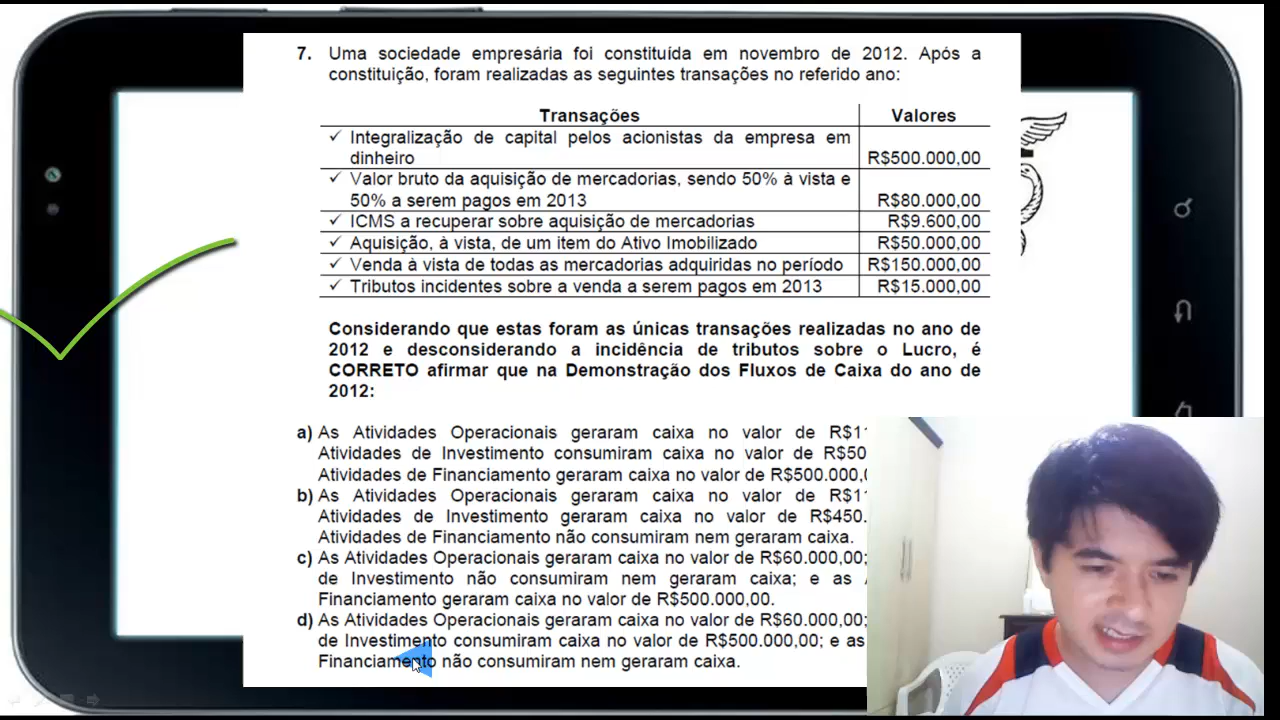 7. Uma sociedade empresária foi constituída em novembro de 2012. Após a
constituição, foram realizadas as seguintes transações no referido ano:
Transações Valores
✓ Integralização de capital pelos acionistas da empresa em
dinheiro R$500.000,00
✓ Valor bruto da aquisição de mercadorias, sendo 50% à vista e
50% a serem pagos em 2013 R$80.000,00
✓ ICMS a recuperar sobre aquisição de mercadorias R$9.600,00
✓ Aquisição, à vista, de um item do Ativo Imobilizado R$50.000,00
✓ Venda à vista de todas as mercadorias adquiridas no período R$150.000,00
✓ Tributos incidentes sobre a venda a serem pagos em 2013 R$15.000,00
Considerando que estas foram as únicas transações realizadas no ano de
2012 e desconsiderando a incidência de tributos sobre o Lucro, é
CORRETO afirmar que na Demonstração dos Fluxos de Caixa do ano de
2012:
a) As Atividades Operacionais geraram caixa no valor de R$11
Atividades de Investimento consumiram caixa no valor de R$50
Atividades de Financiamento geraram caixa no valor de R$500.000,0
b) As Atividades Operacionais geraram caixa no valor de R$11
Atividades de Investimento geraram caixa no valor de R$450.
Atividades de Financiamento não consumiram nem geraram caixa.
c) As Atividades Operacionais geraram caixa no valor de R$60.000,00;
de Investimento não consumiram nem geraram caixa; e as
Financiamento geraram caixa no valor de R$500.000,00.
d) As Atividades Operacionais geraram caixa no valor de R$60.000,00;
de Investimento consumiram caixa no valor de R$500.000,00; e as
Financiamento não consumiram nem geraram caixa.